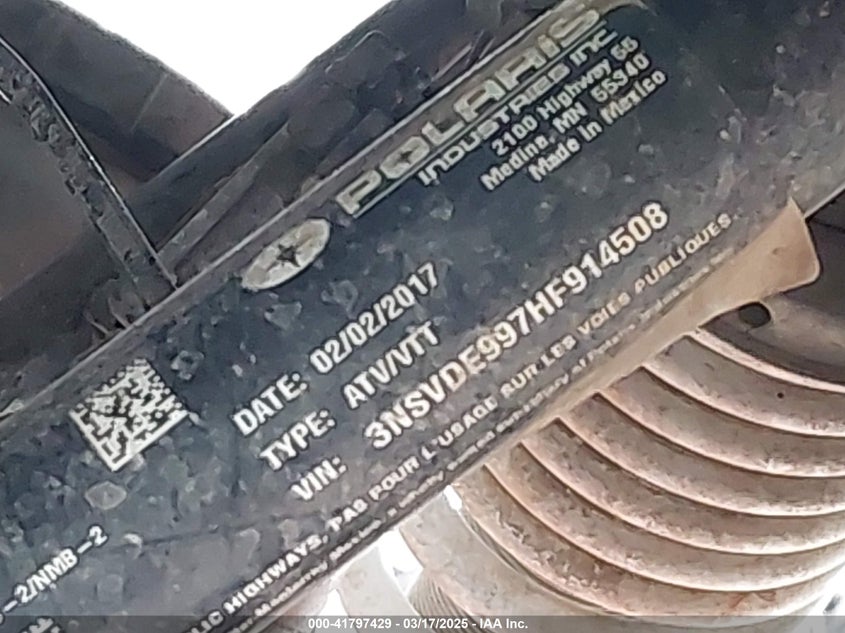 POLARIS
INDUSTRIES INC
2100 Highway 55
Medina, MN 55340
Made in Mexico
DATE: 02/02/2017
TYPE: ATV/VTT
VIN: 3NSVDE997HF914508
LIC HIGHWAYS, PAS POUR L'USAGE SUR LES VOIES PUBLIQUES.
-2/NMB-2
000-41797429 - 03/17/2025 - IAA Inc.